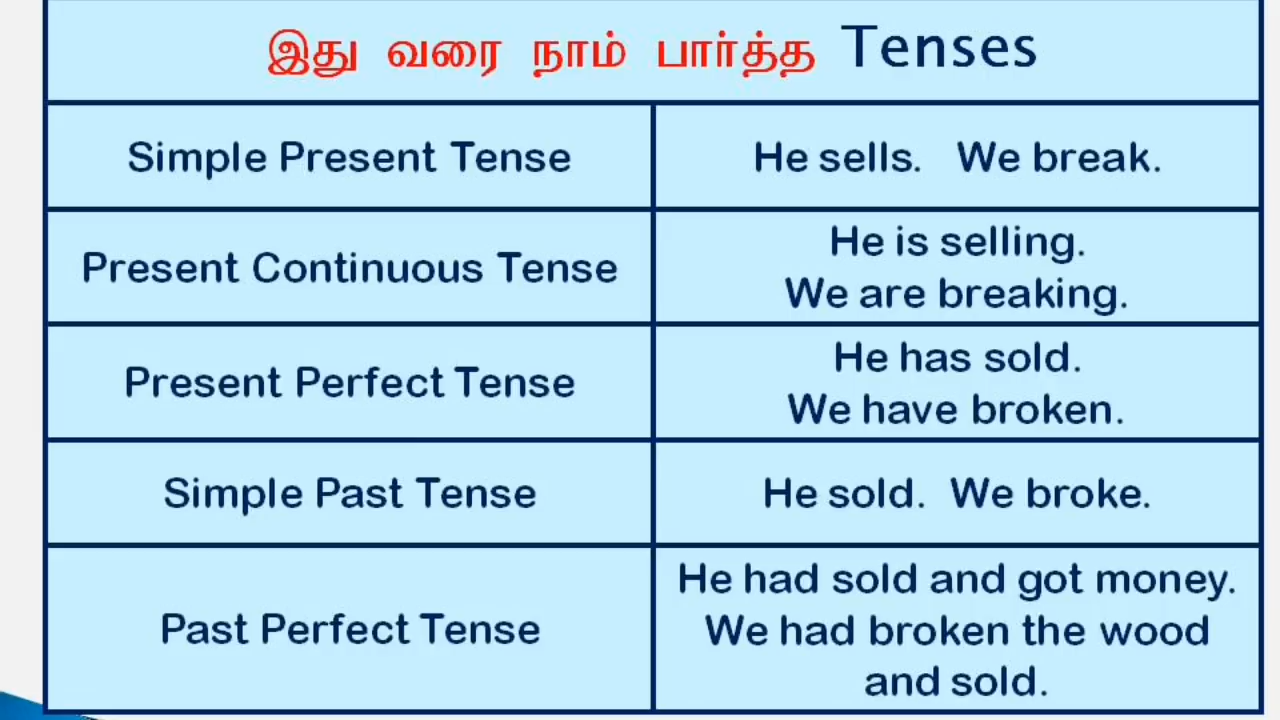 இது வரை நாம் பார்த்த Tenses
Simple Present Tense
He sells. We break.
Present Continuous Tense
He is selling.
We are breaking.
Present Perfect Tense
He has sold.
We have broken.
Simple Past Tense
He sold. We broke.
Past Perfect Tense
He had sold and got money.
We had broken the wood
and sold.